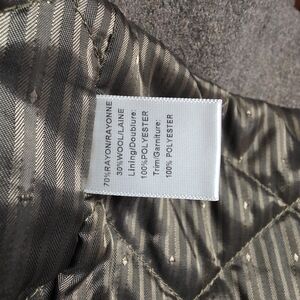 70%RAYON/RAYONNE
30%WOOL/LAINE
Lining/Doublure:
100%POLYESTER
Trim/Garniture:
100% POLYESTER